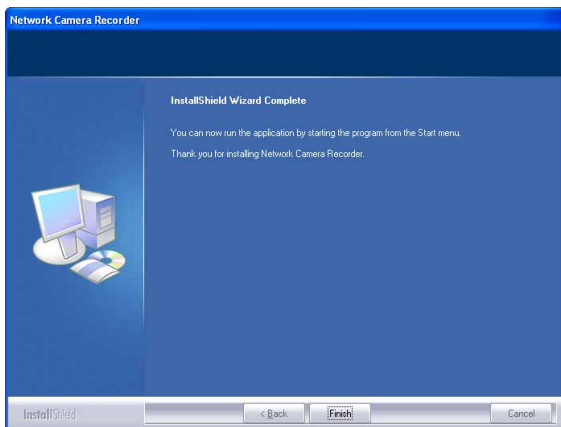 Network Camera Recorder
InstallShield Wizard Complete
You can now run the application by starting the program from the Start menu.
Thank you for installing Network Camera Recorder.
InstallShield
< Back
Finish
Cancel